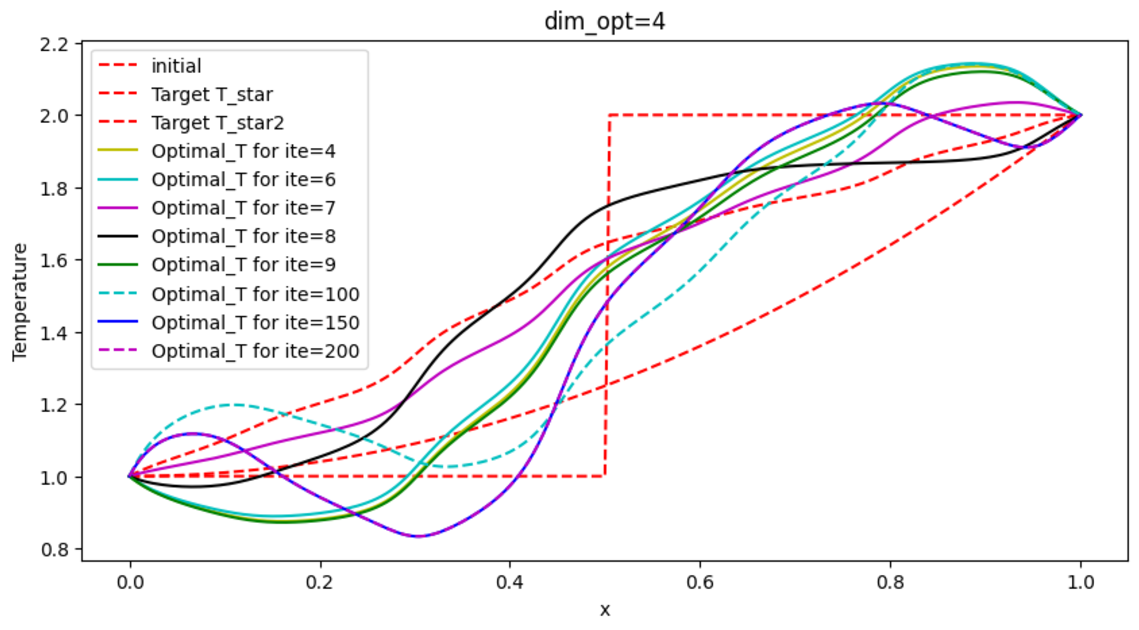 dim_opt=4
Temperature
2.2
2.0
1.8
1.6
1.4
1.2
1.0
0.8
initial
Target T_star
Target T_star2
Optimal_T for ite=4
Optimal_T for ite=6
Optimal_T for ite=7
Optimal_T for ite=8
Optimal_T for ite=9
Optimal_T for ite=100
Optimal_T for ite=150
Optimal_T for ite=200
0.0 0.2 0.4 0.6 0.8 1.0
x